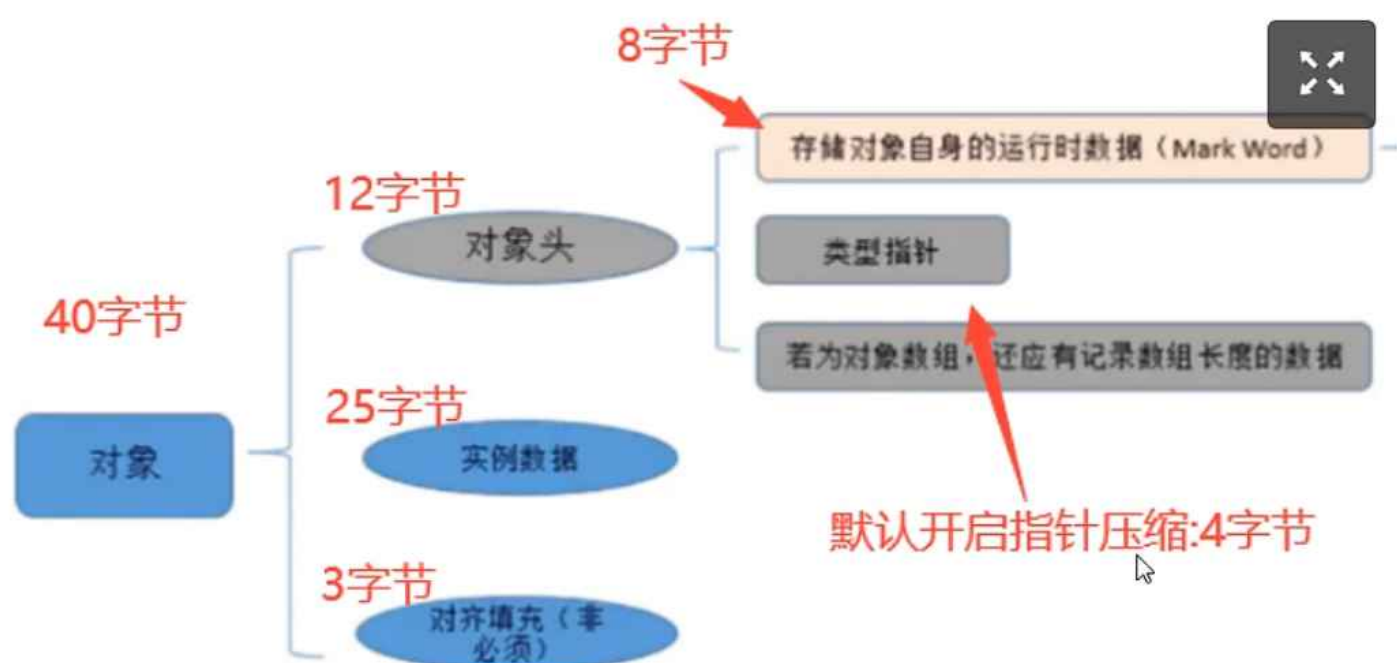 8字节
存储对象自身的运行时数据（Mark Word）
12字节
对象头
类型指针
40字节
若为对象数组，还应有记录数组长度的数据
25字节
对象
实例数据
默认开启指针压缩:4字节
3字节
对齐填充（非
必须）